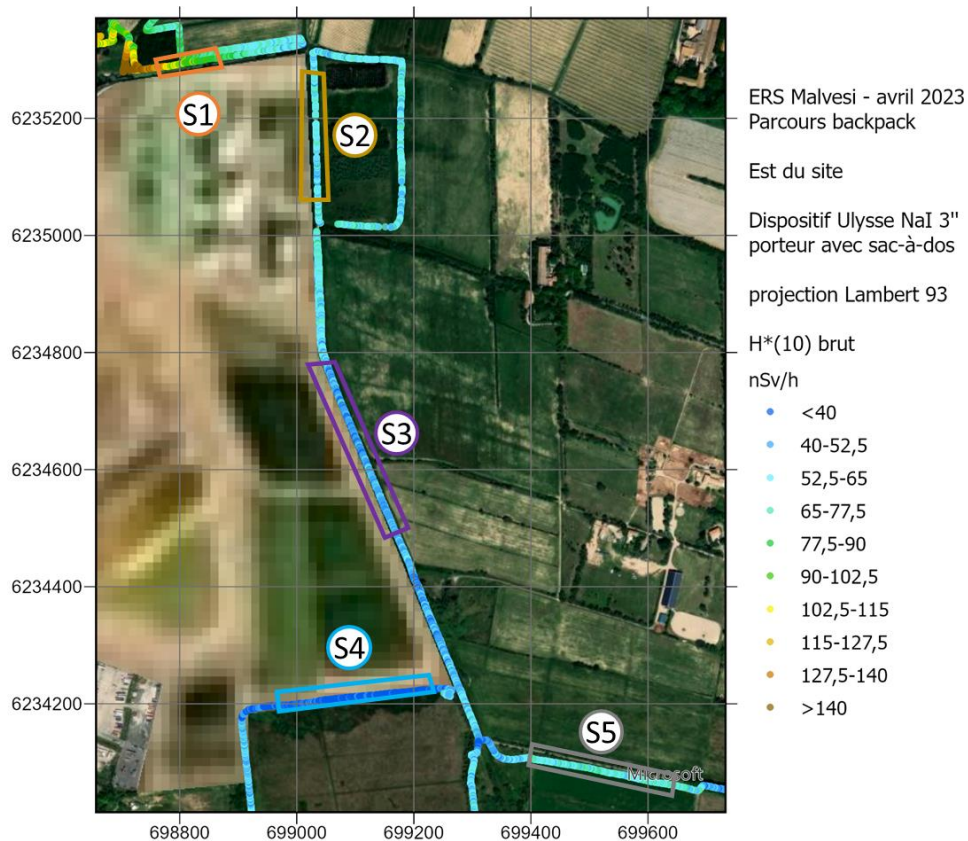 ERS Malvesi - avril 2023
Parcours backpack
Est du site
Dispositif Ulysse NaI 3"
porteur avec sac-à-dos
projection Lambert 93
H*(10) brut
nSv/h
<40
40-52,5
52,5-65
65-77,5
77,5-90
90-102,5
102,5-115
115-127,5
127,5-140
>140
S1
S2
S3
S4
S5
Microsoft
6235200
6235000
6234800
6234600
6234400
6234200
698800
699000
699200
699400
699600